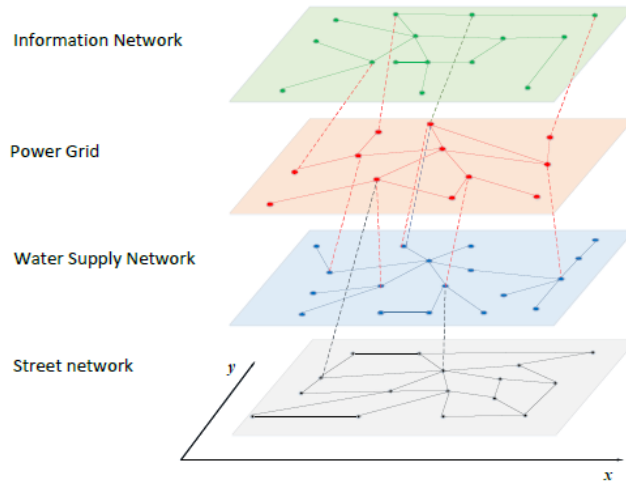 Information Network
Power Grid
Water Supply Network
Street network
y
x